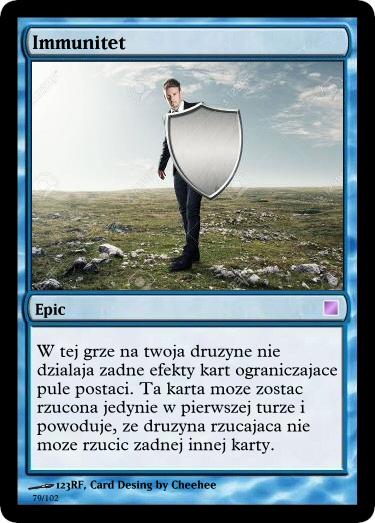 Immunitet
Epic
W tej grze na twoja druzyne nie
dzialaja zadne efekty kart ograniczajace
pule postaci. Ta karta moze zostac
rzucona jedynie w pierwszej turze i
powoduje, ze druzyna rzucajaca nie
moze rzucic zadnej innej karty.
123RF, Card Desing by Cheehee
79/102